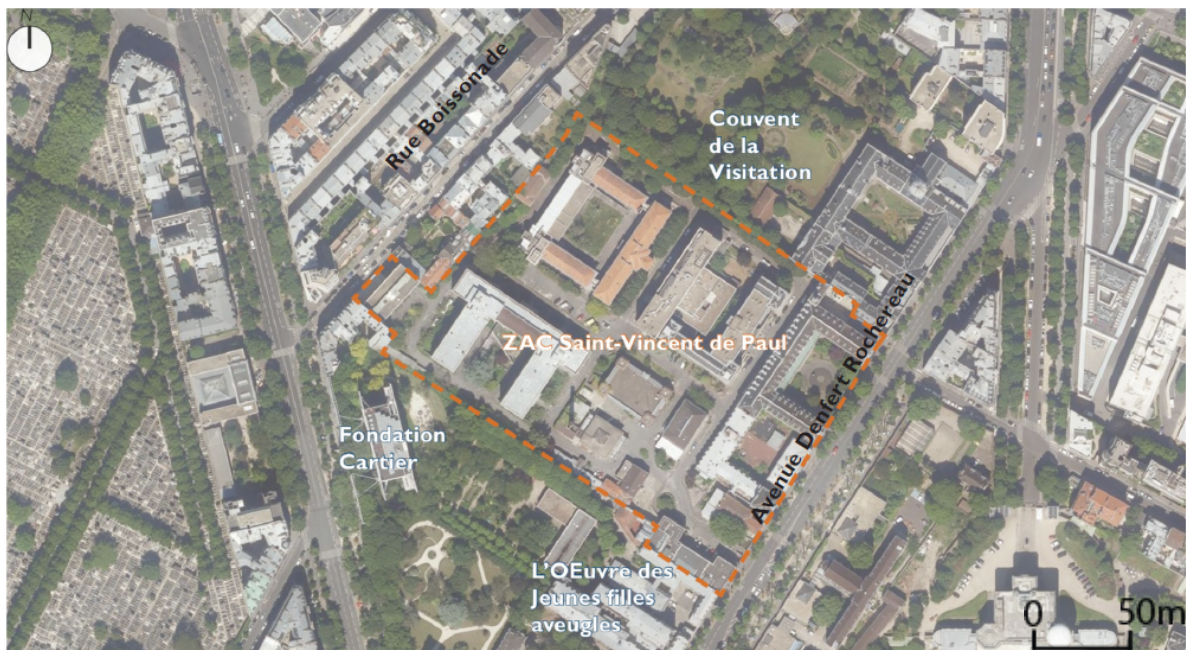 N
Rue Boissonade
Couvent
de la
Visitation
ZAC Saint-Vincent de Paul
Avenue Denfert Rochereau
Fondation
Cartier
L'OEuvre des
Jeunes filles
aveugles
0 50m